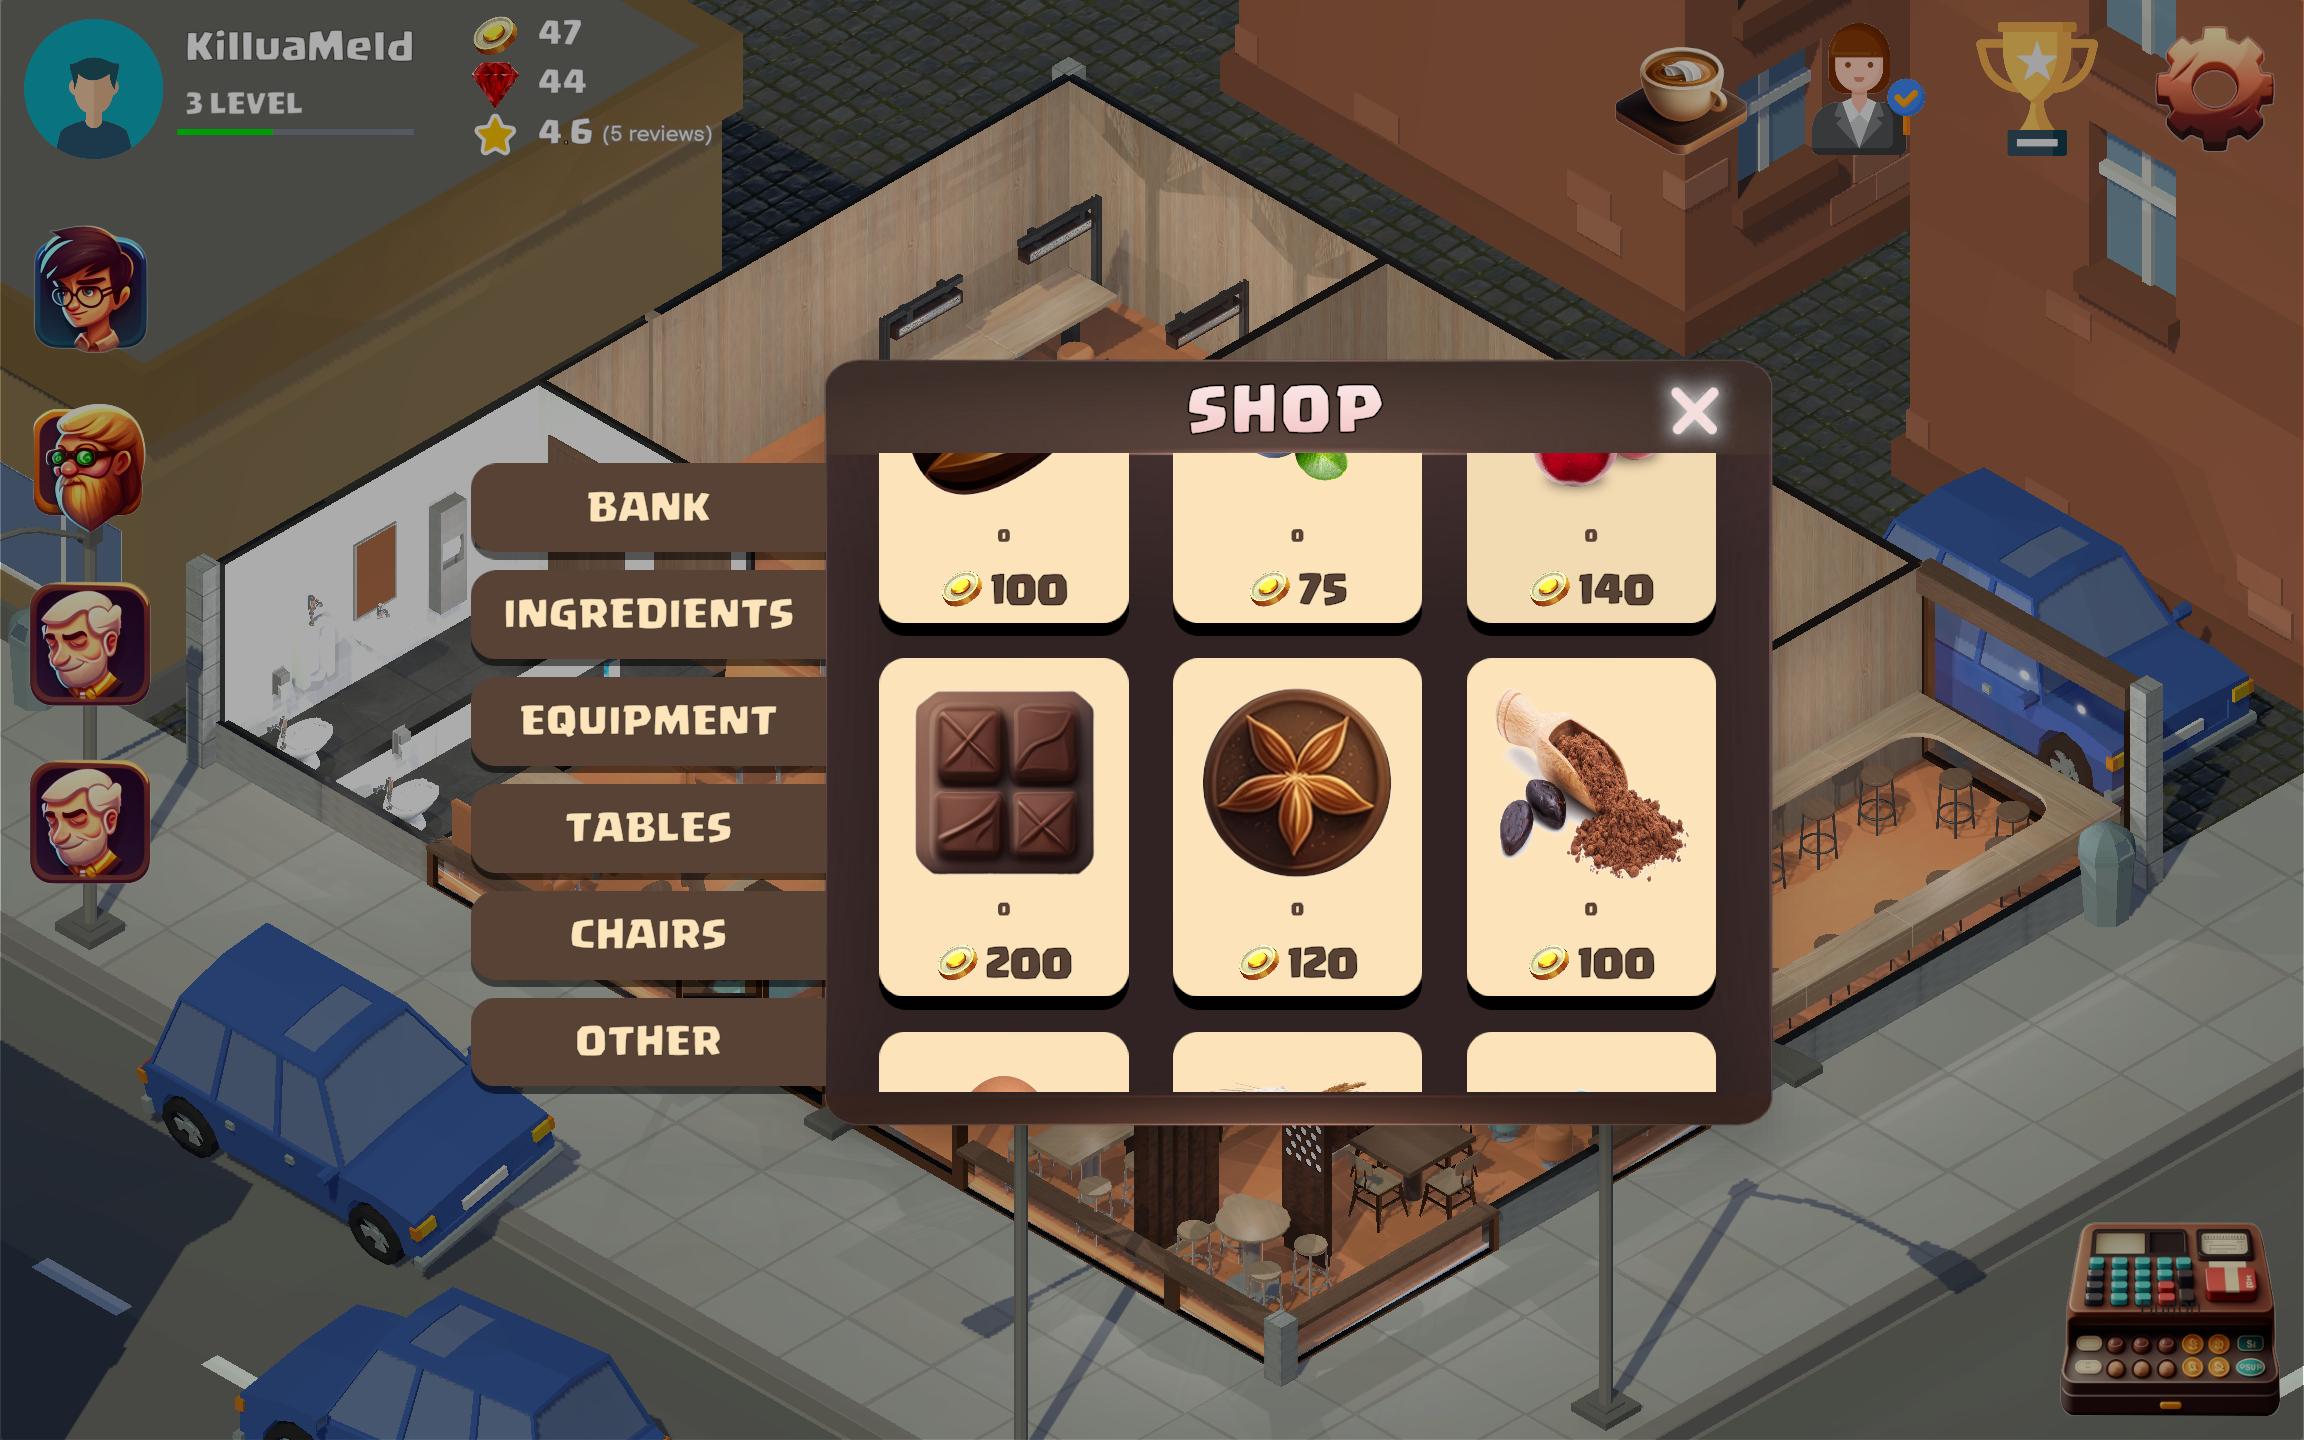 KilluaMeld
3 LEVEL
47
44
4.6 (5 reviews)
SHOP
BANK
INGREDIENTS
EQUIPMENT
TABLES
CHAIRS
OTHER
0 0 0
100 75 140
0 0 0
200 120 100